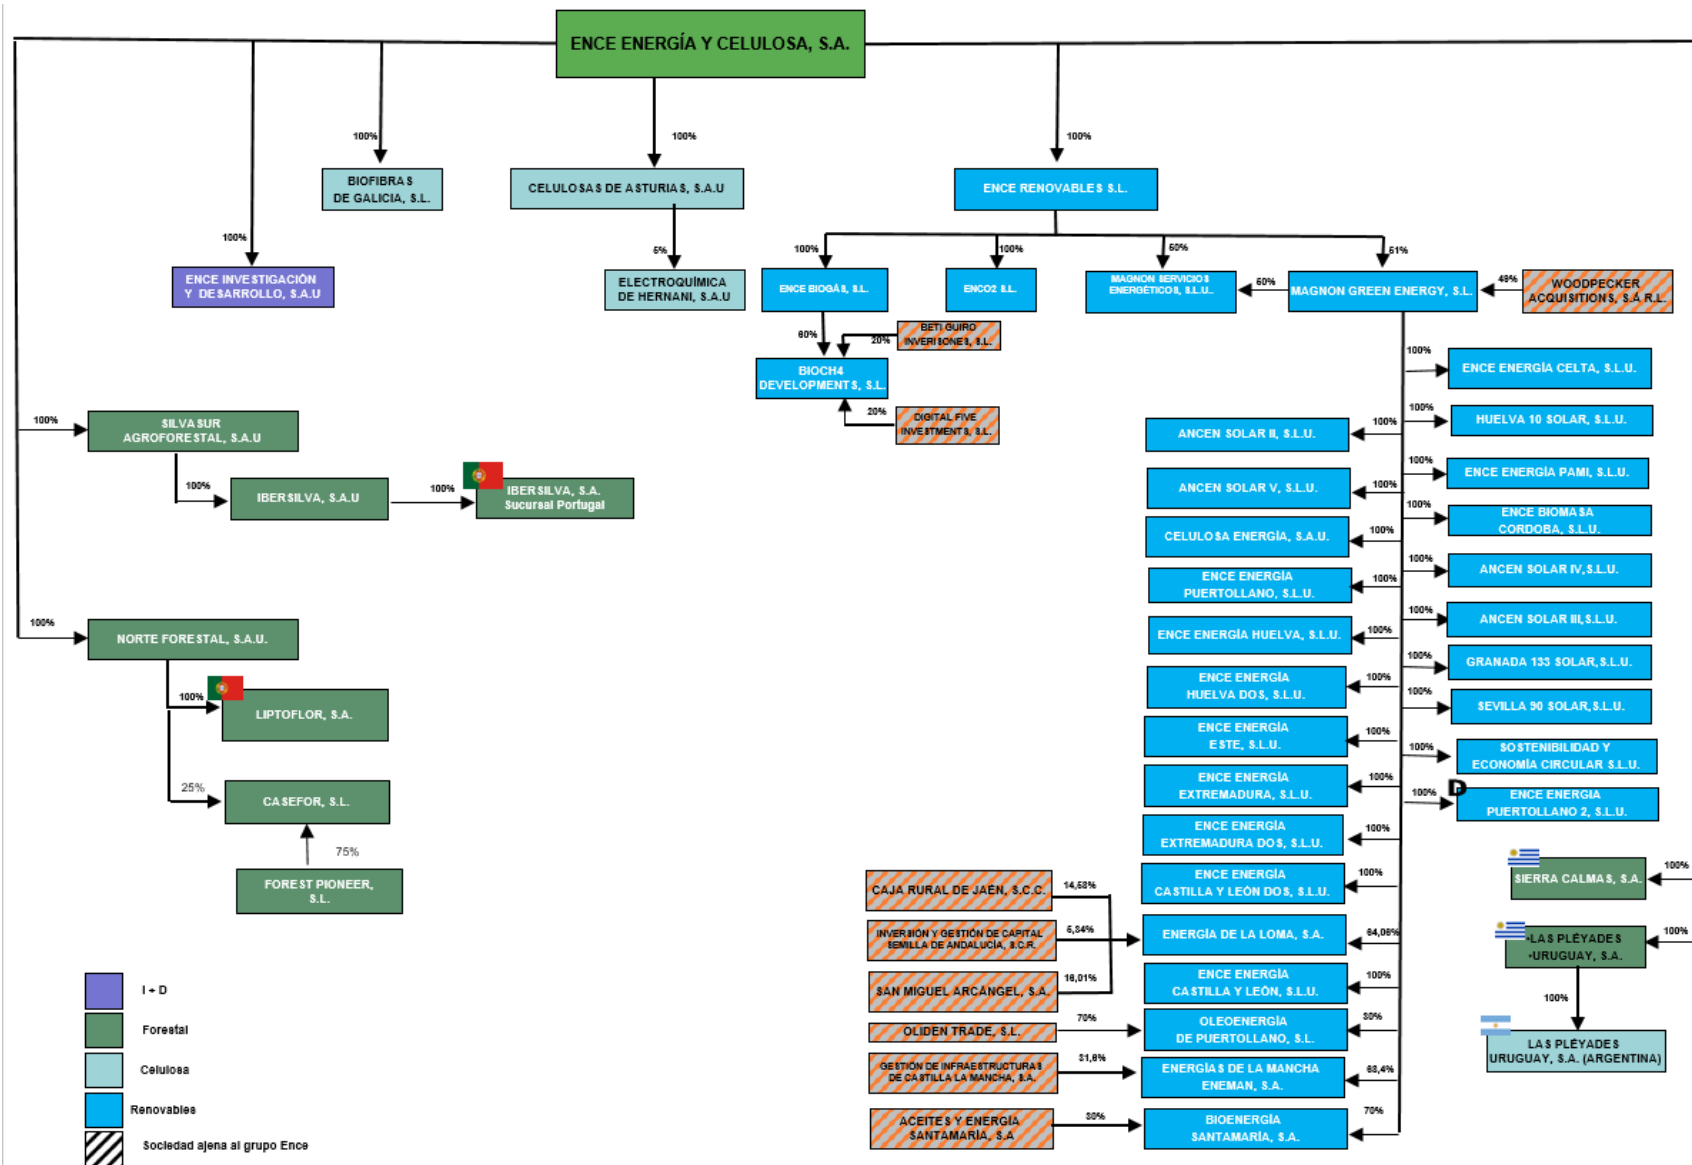 ENCE ENERGÍA Y CELULOSA, S.A.
100%
100%
100%
BIOFIBRAS
DE GALICIA, S.L.
CELULOSAS DE ASTURIAS, S.A.U
ENCE RENOVABLES S.L.
100%
5%
100%
100%
50%
51%
ENCE INVESTIGACIÓN
Y DESARROLLO, S.A.U
ELECTROQUÍMICA
DE HERNANI, S.A.U
ENCE BIOGÁS, S.L.
ENCO2 S.L.
MAGNON SERVICIOS
ENERGÉTICOS, S.L.U..
50%
MAGNON GREEN ENERGY, S.L.
49%
WOODPECKER
ACQUISITIONS, S.A R.L.
60%
20%
BETI GUIRO
INVERISONES, S.L.
BIOCH4
DEVELOPMENTS, S.L.
20%
DIGITAL FIVE
INVESTMENTS, S.L.
100%
ENCE ENERGÍA CELTA, S.L.U.
100%
HUELVA 10 SOLAR, S.L.U.
ANCEN SOLAR II, S.L.U.
100%
100%
ENCE ENERGÍA PAMI, S.L.U.
ANCEN SOLAR V, S.L.U.
100%
100%
ENCE BIOMASA
CORDOBA, S.L.U.
CELULOSA ENERGÍA, S.A.U.
100%
100%
ANCEN SOLAR IV,S.L.U.
ENCE ENERGÍA
PUERTOLLANO, S.L.U.
100%
100%
ANCEN SOLAR III,S.L.U.
ENCE ENERGÍA HUELVA, S.L.U.
100%
100%
GRANADA 133 SOLAR,S.L.U.
ENCE ENERGÍA
HUELVA DOS, S.L.U.
100%
100%
SEVILLA 90 SOLAR,S.L.U.
ENCE ENERGÍA
ESTE, S.L.U.
100%
100%
SOSTENIBILIDAD Y
ECONOMÍA CIRCULAR S.L.U.
ENCE ENERGÍA
EXTREMADURA, S.L.U.
100%
100%
D
ENCE ENERGIA
PUERTOLLANO 2, S.L.U.
ENCE ENERGÍA
EXTREMADURA DOS, S.L.U.
100%
ENCE ENERGÍA
CASTILLA Y LEÓN DOS, S.L.U.
100%
100%
SILVASUR
AGROFORESTAL, S.A.U
100%
IBERSILVA, S.A.U
100%
IBERSILVA, S.A.
Sucursal Portugal
100%
NORTE FORESTAL, S.A.U.
100%
LIPTOFLOR, S.A.
25%
CASEFOR, S.L.
75%
FOREST PIONEER,
S.L.
CAJA RURAL DE JAÉN, S.C.C.
14,58%
INVERSIÓN Y GESTIÓN DE CAPITAL
SEMILLA DE ANDALUCÍA, S.C.R.
5,34%
SAN MIGUEL ARCÁNGEL, S.A.
16,01%
ENERGÍA DE LA LOMA, S.A.
64,06%
ENCE ENERGÍA
CASTILLA Y LEÓN, S.L.U.
100%
OLIDEN TRADE, S.L.
70%
OLEOENERGÍA
DE PUERTOLLANO, S.L.
30%
GESTIÓN DE INFRAESTRUCTURAS
DE CASTILLA LA MANCHA, S.A.
31,6%
ENERGÍAS DE LA MANCHA
ENEMAN, S.A.
68,4%
ACEITES Y ENERGÍA
SANTAMARÍA, S.A
30%
BIOENERGÍA
SANTAMARÍA, S.A.
70%
SIERRA CALMAS, S.A.
100%
•LAS PLÉYADES
•URUGUAY, S.A.
100%
100%
LAS PLÉYADES
URUGUAY, S.A. (ARGENTINA)
I + D
Forestal
Celulosa
Renovables
Sociedad ajena al grupo Ence